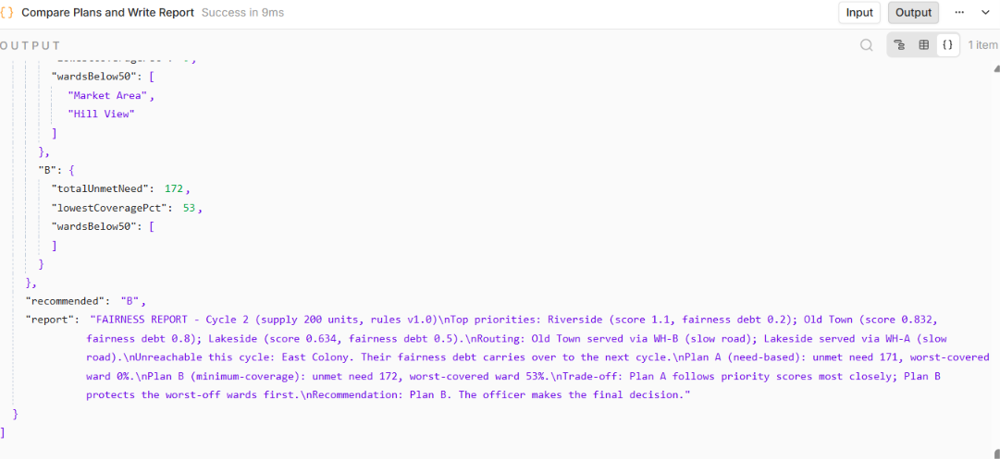 {} Compare Plans and Write Report Success in 9ms Input Output ...
OUTPUT {} 1 item
"wardsBelow50": [
"Market Area",
"Hill View"
]
},
"B": {
"totalUnmetNeed": 172,
"lowestCoveragePct": 53,
"wardsBelow50": [
]
}
},
"recommended": "B",
"report": "FAIRNESS REPORT - Cycle 2 (supply 200 units, rules v1.0)\nTop priorities: Riverside (score 1.1, fairness debt 0.2); Old Town (score 0.832,
fairness debt 0.8); Lakeside (score 0.634, fairness debt 0.5).\nRouting: Old Town served via WH-B (slow road); Lakeside served via WH-A (slow
road).\nUnreachable this cycle: East Colony. Their fairness debt carries over to the next cycle.\nPlan A (need-based): unmet need 171, worst-covered
ward 0%.\nPlan B (minimum-coverage): unmet need 172, worst-covered ward 53%.\nTrade-off: Plan A follows priority scores most closely; Plan B
protects the worst-off wards first.\nRecommendation: Plan B. The officer makes the final decision."
}
]